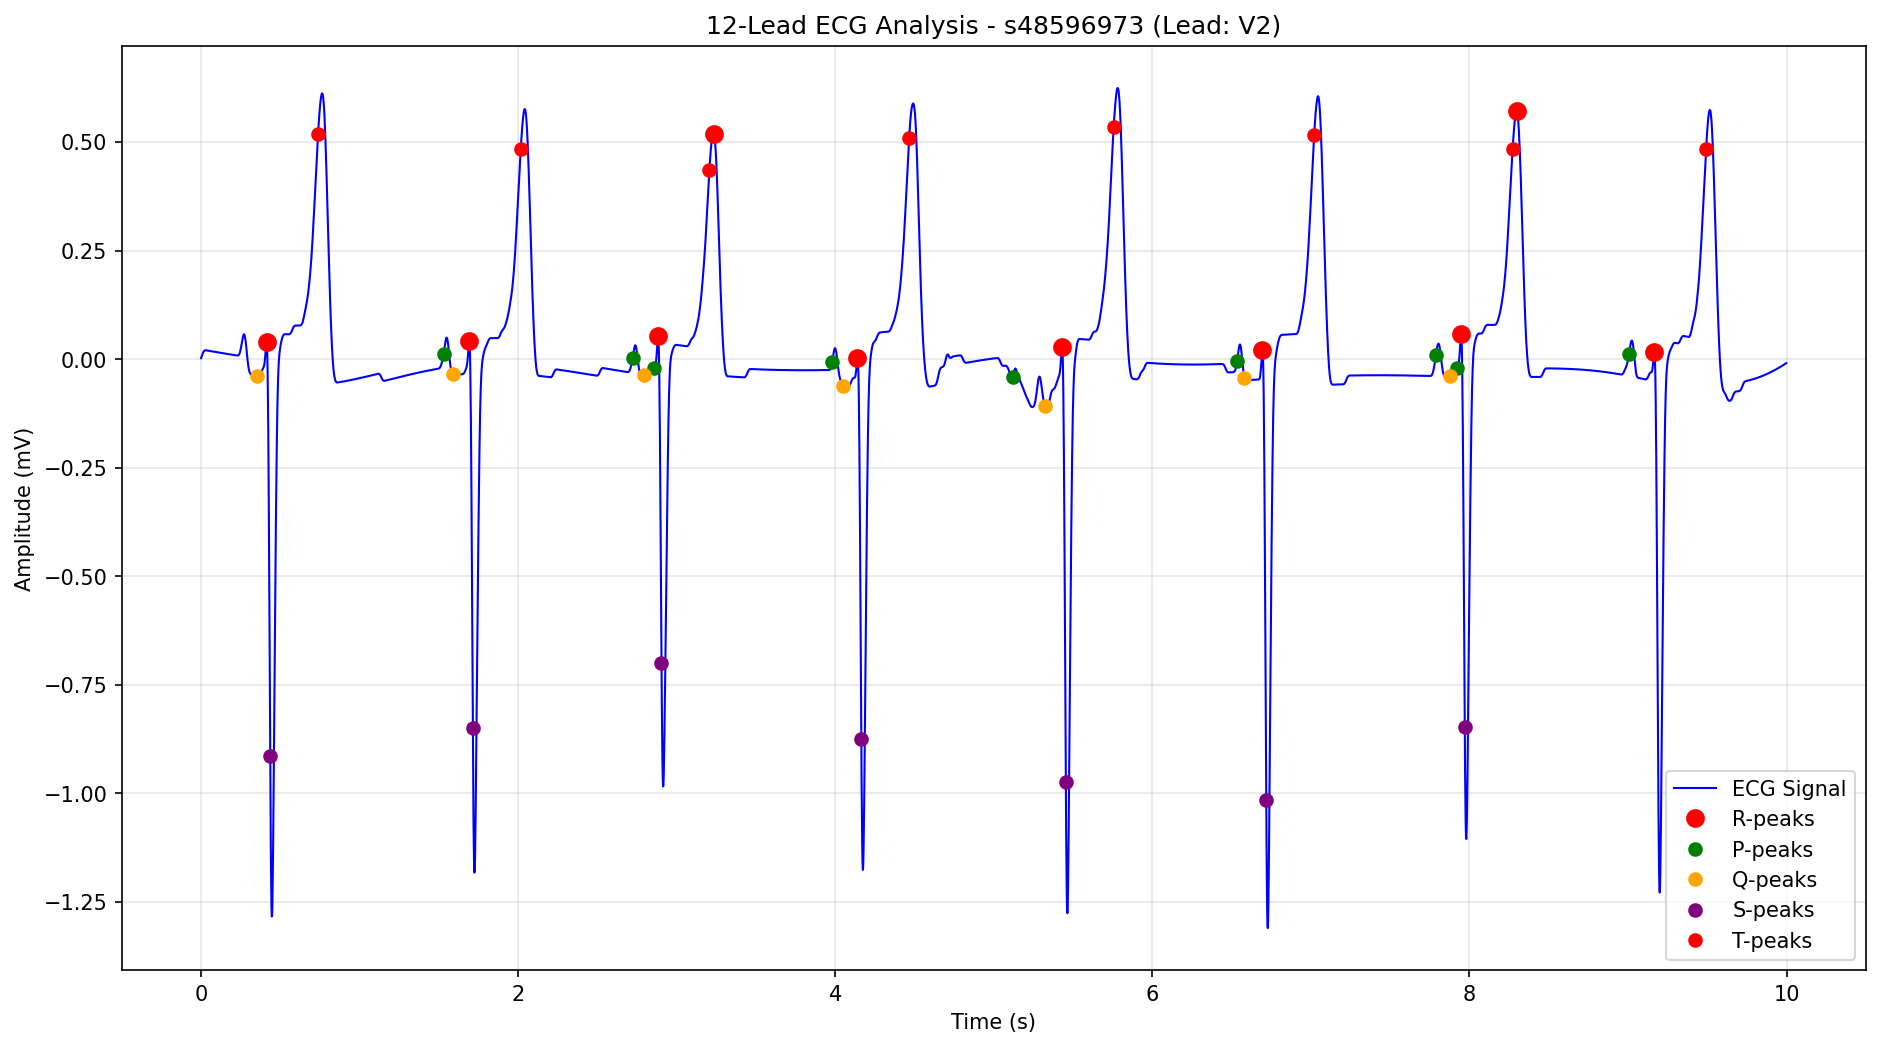 12-Lead ECG Analysis - s48596973 (Lead: V2)
Amplitude (mV)
0.50
0.25
0.00
−0.25
−0.50
−0.75
−1.00
−1.25
ECG Signal
R-peaks
P-peaks
Q-peaks
S-peaks
T-peaks
0 2 4 6 8 10
Time (s)